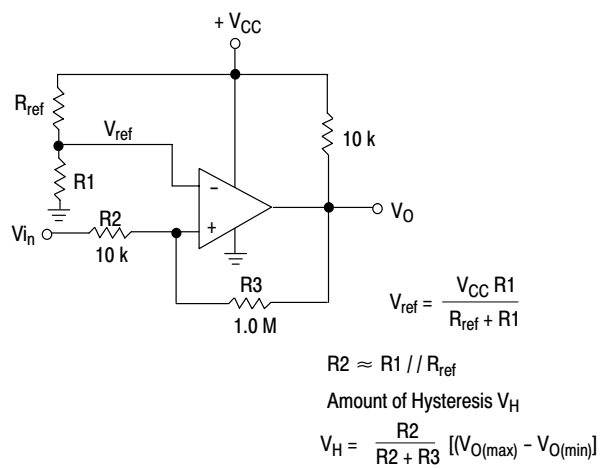 + VCC
Rref
Vref
10 k
R1
-
+
Vin
R2
10 k
VO
R3
1.0 M
Vref = VCC R1 / Rref + R1
R2 ≈ R1 / / Rref
Amount of Hysteresis VH
VH = R2 / R2 + R3 [(VO(max) - VO(min)]